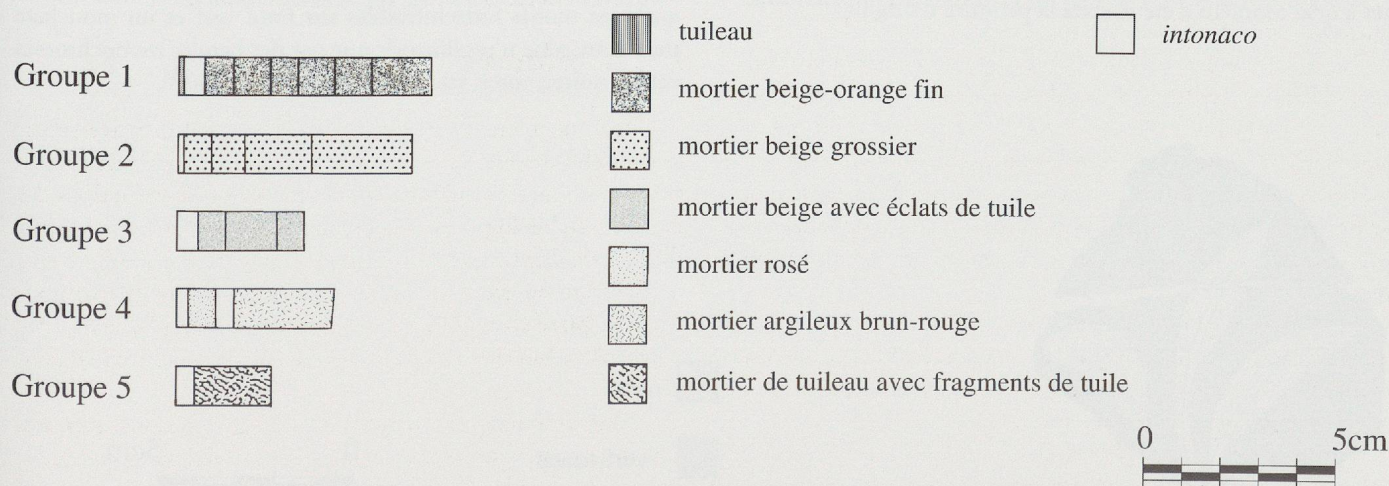 Groupe 1
Groupe 2
Groupe 3
Groupe 4
Groupe 5
tuileau
mortier beige-orange fin
mortier beige grossier
mortier beige avec éclats de tuile
mortier rosé
mortier argileux brun-rouge
mortier de tuileau avec fragments de tuile
intonaco
0 5cm